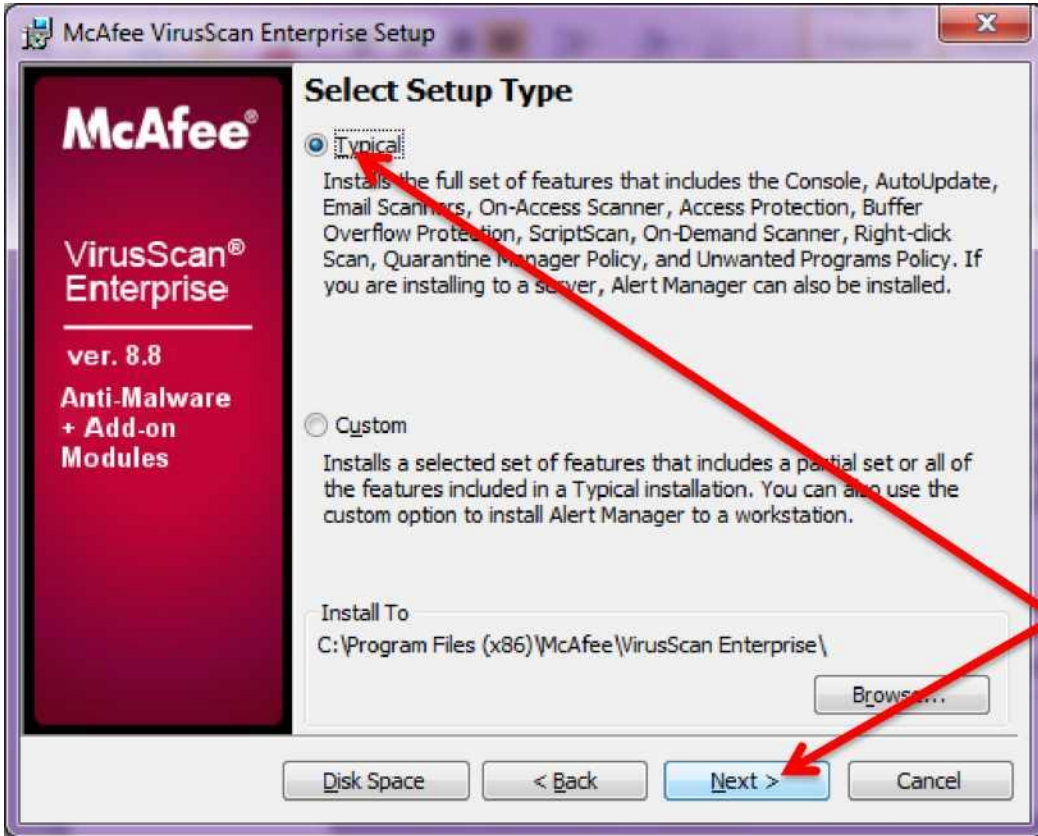 McAfee VirusScan Enterprise Setup
McAfee®
VirusScan®
Enterprise
ver. 8.8
Anti-Malware
+ Add-on
Modules
Select Setup Type
Typical
Installs the full set of features that includes the Console, AutoUpdate,
Email Scanners, On-Access Scanner, Access Protection, Buffer
Overflow Protection, ScriptScan, On-Demand Scanner, Right-click
Scan, Quarantine Manager Policy, and Unwanted Programs Policy. If
you are installing to a server, Alert Manager can also be installed.
Custom
Installs a selected set of features that includes a partial set or all of
the features included in a Typical installation. You can also use the
custom option to install Alert Manager to a workstation.
Install To
C:\Program Files (x86)\McAfee\VirusScan Enterprise\
Browse...
Disk Space
< Back
Next >
Cancel